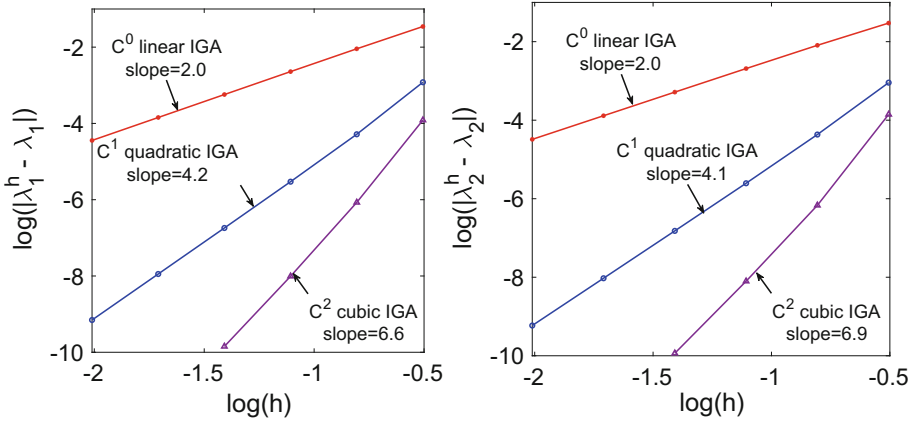 -2
-4
-6
-8
-10
-2
-1.5
-1
-0.5
log(h)
log(|λ₁ʰ - λ₁|)
C⁰ linear IGA
slope=2.0
C¹ quadratic IGA
slope=4.2
C² cubic IGA
slope=6.6
-2
-4
-6
-8
-10
-2
-1.5
-1
-0.5
log(h)
log(|λ₂ʰ - λ₂|)
C⁰ linear IGA
slope=2.0
C¹ quadratic IGA
slope=4.1
C² cubic IGA
slope=6.9